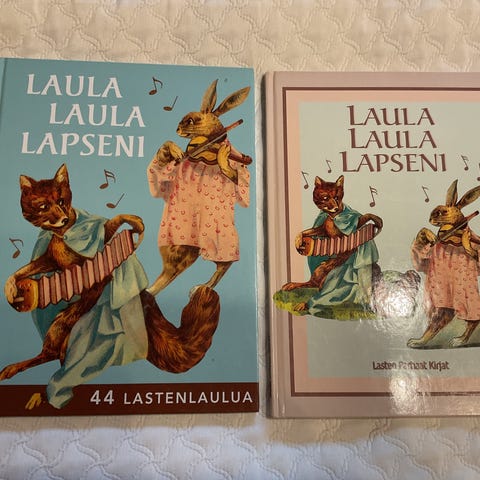 LAULA
LAULA
LAPSENI
44 LASTENLAULUA
LAULA
LAULA
LAPSENI
Lasten Parhaat Kirjat